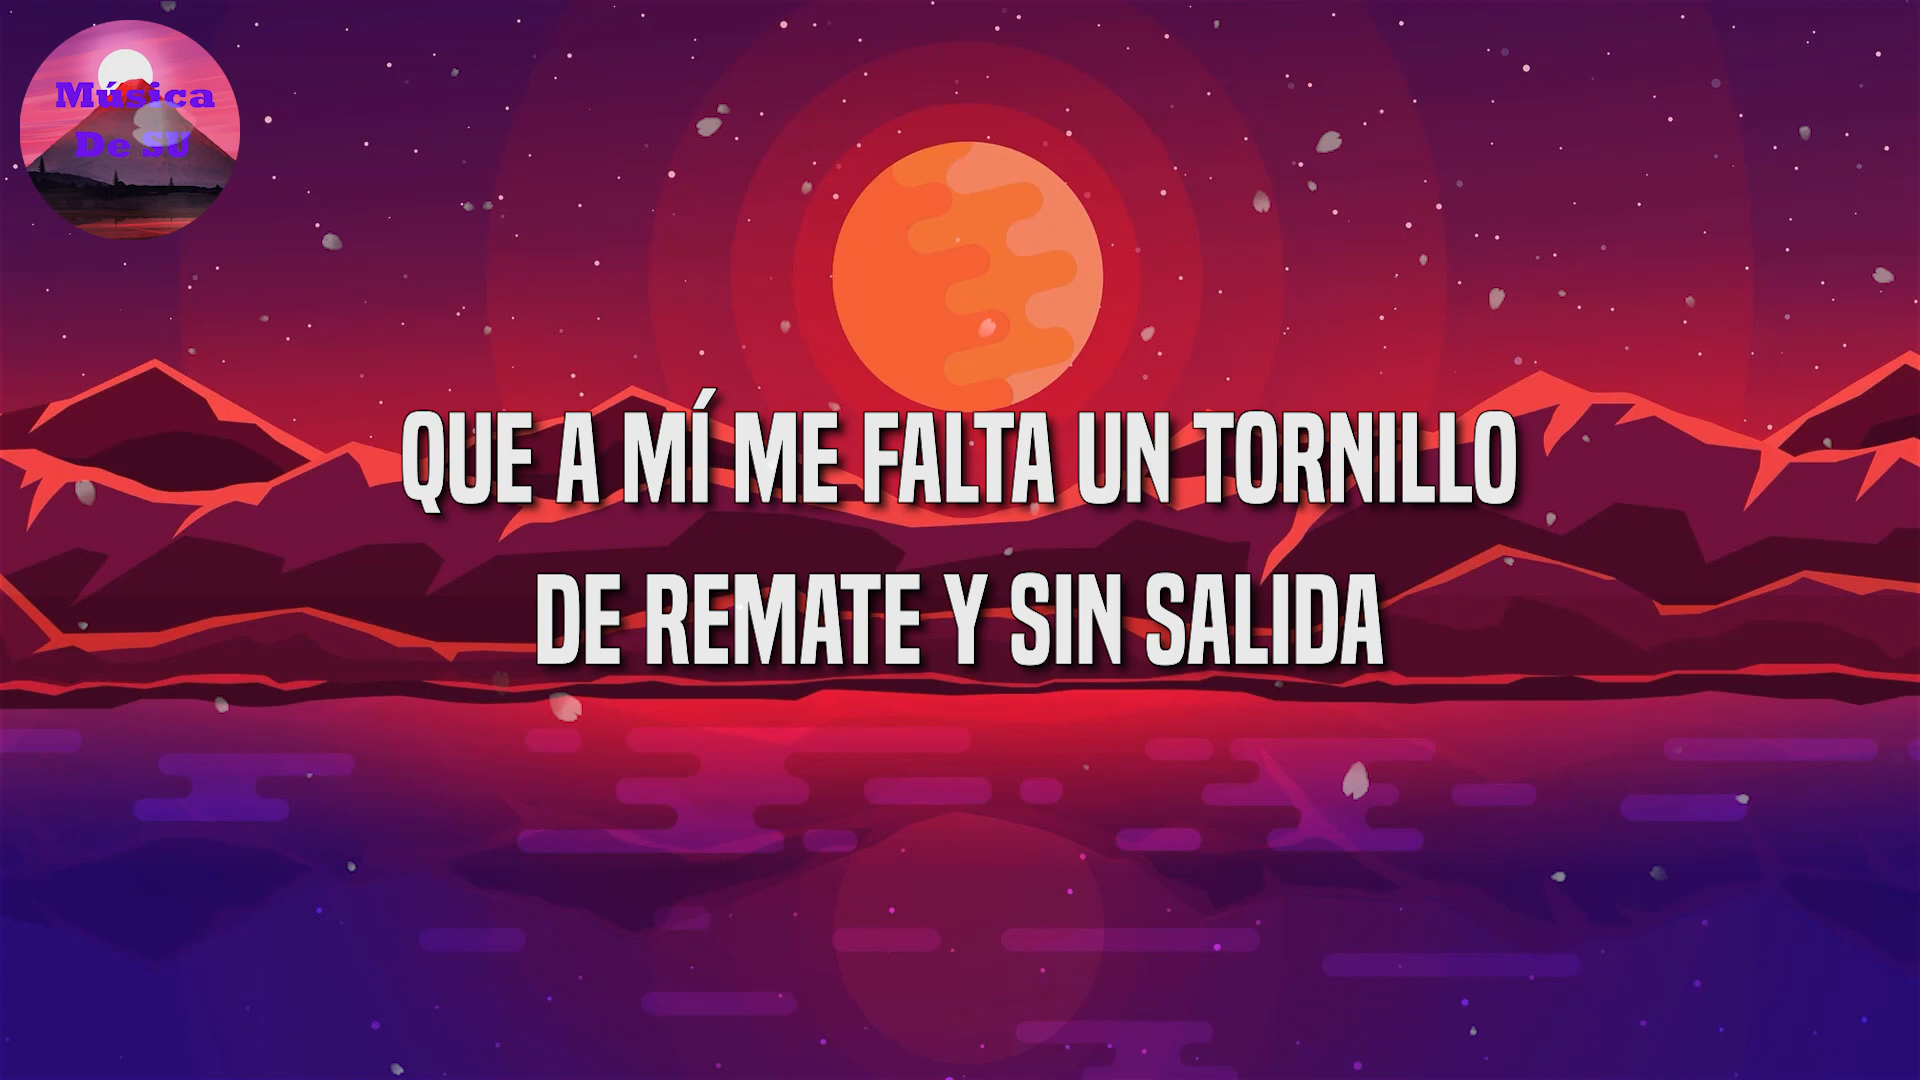 Música
De SU
QUE A MÍ ME FALTA UN TORNILLO
DE REMATE Y SIN SALIDA